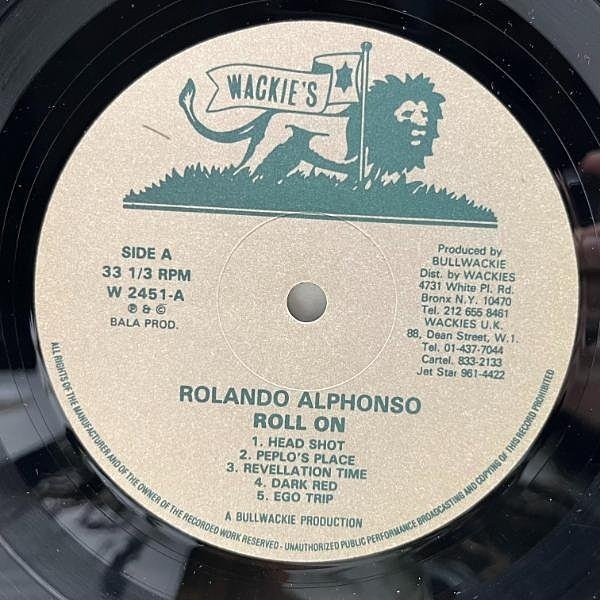 WACKIE'S
SIDE A
33 1/3 RPM
W 2451-A
℗ & ©
BALA PROD.
Produced by
BULLWACKIE
Dist. by WACKIES
4731 White Pl. Rd.
Bronx N.Y. 10470
Tel. 212 655 8461
WACKIES U.K.
88, Dean Street, W.1.
Tel. 01-437-7044
Cartel. 833-2133
Jet Star 961-4422
ROLANDO ALPHONSO
ROLL ON
1. HEAD SHOT
2. PEPLO'S PLACE
3. REVELLATION TIME
4. DARK RED
5. EGO TRIP
A BULLWACKIE PRODUCTION
ALL RIGHTS OF THE MANUFACTURER AND OF THE OWNER OF THE RECORDED WORK RESERVED - UNAUTHORIZED PUBLIC PERFORMANCE BROADCASTING AND COPYING OF THIS RECORD PROHIBITED